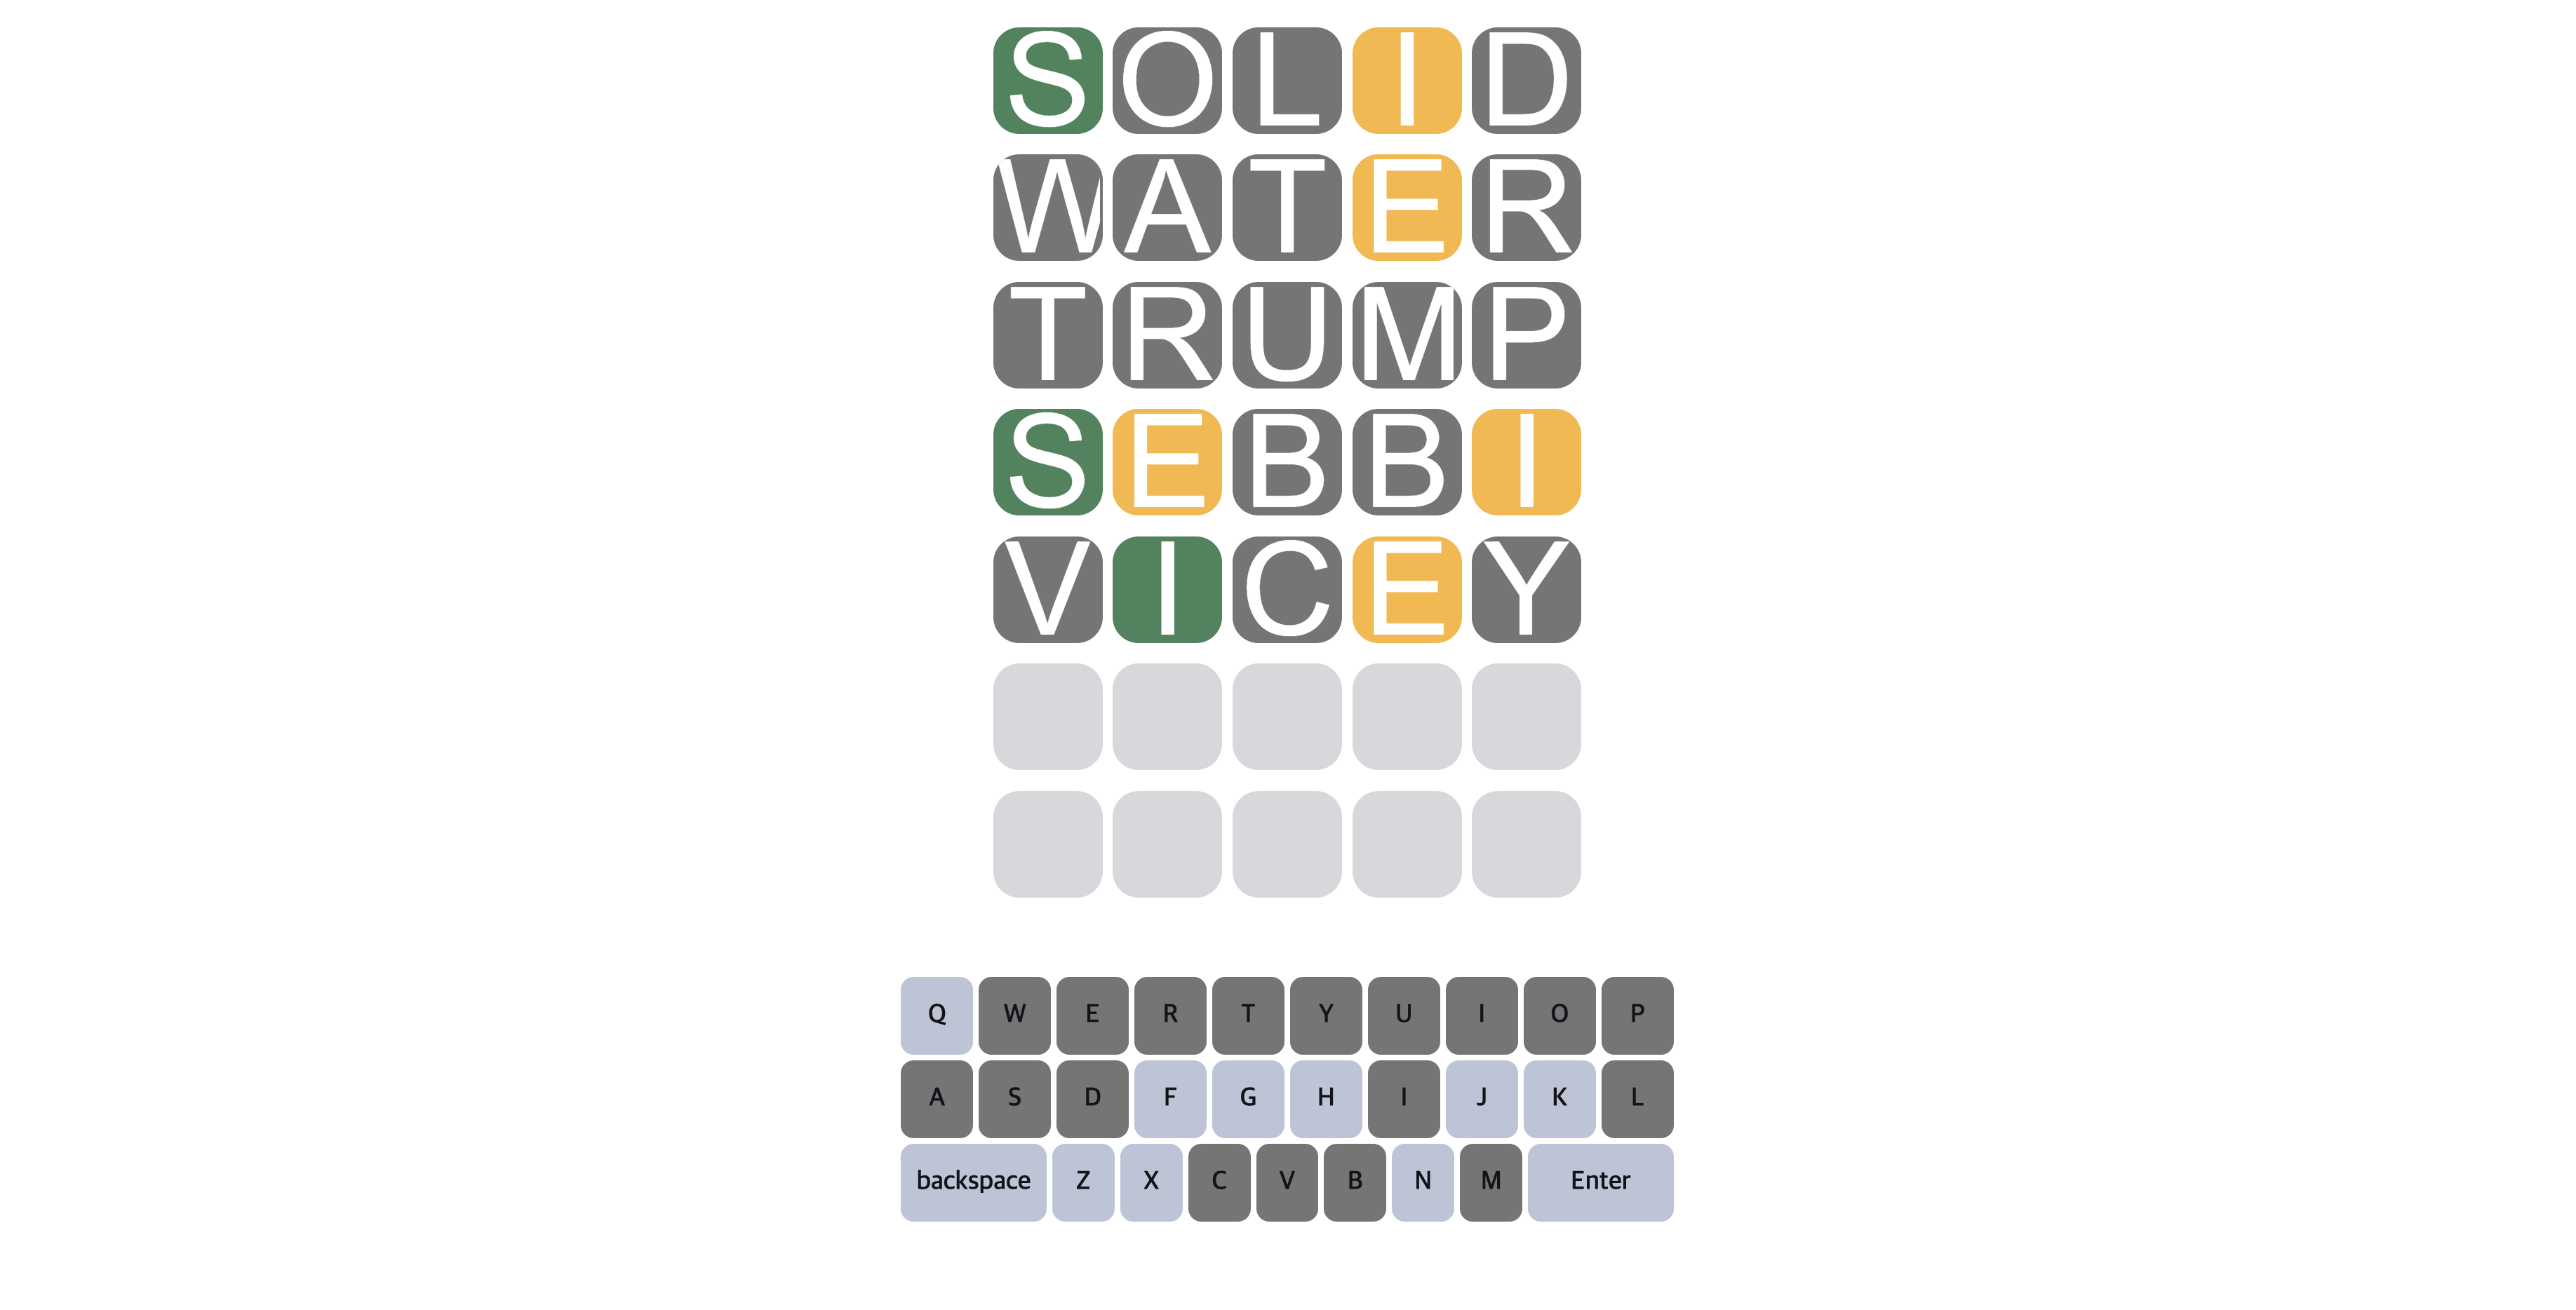 SOLID
WATER
TRUMP
SEBBI
VICEY
Q W E R T Y U I O P
A S D F G H I J K L
backspace Z X C V B N M Enter